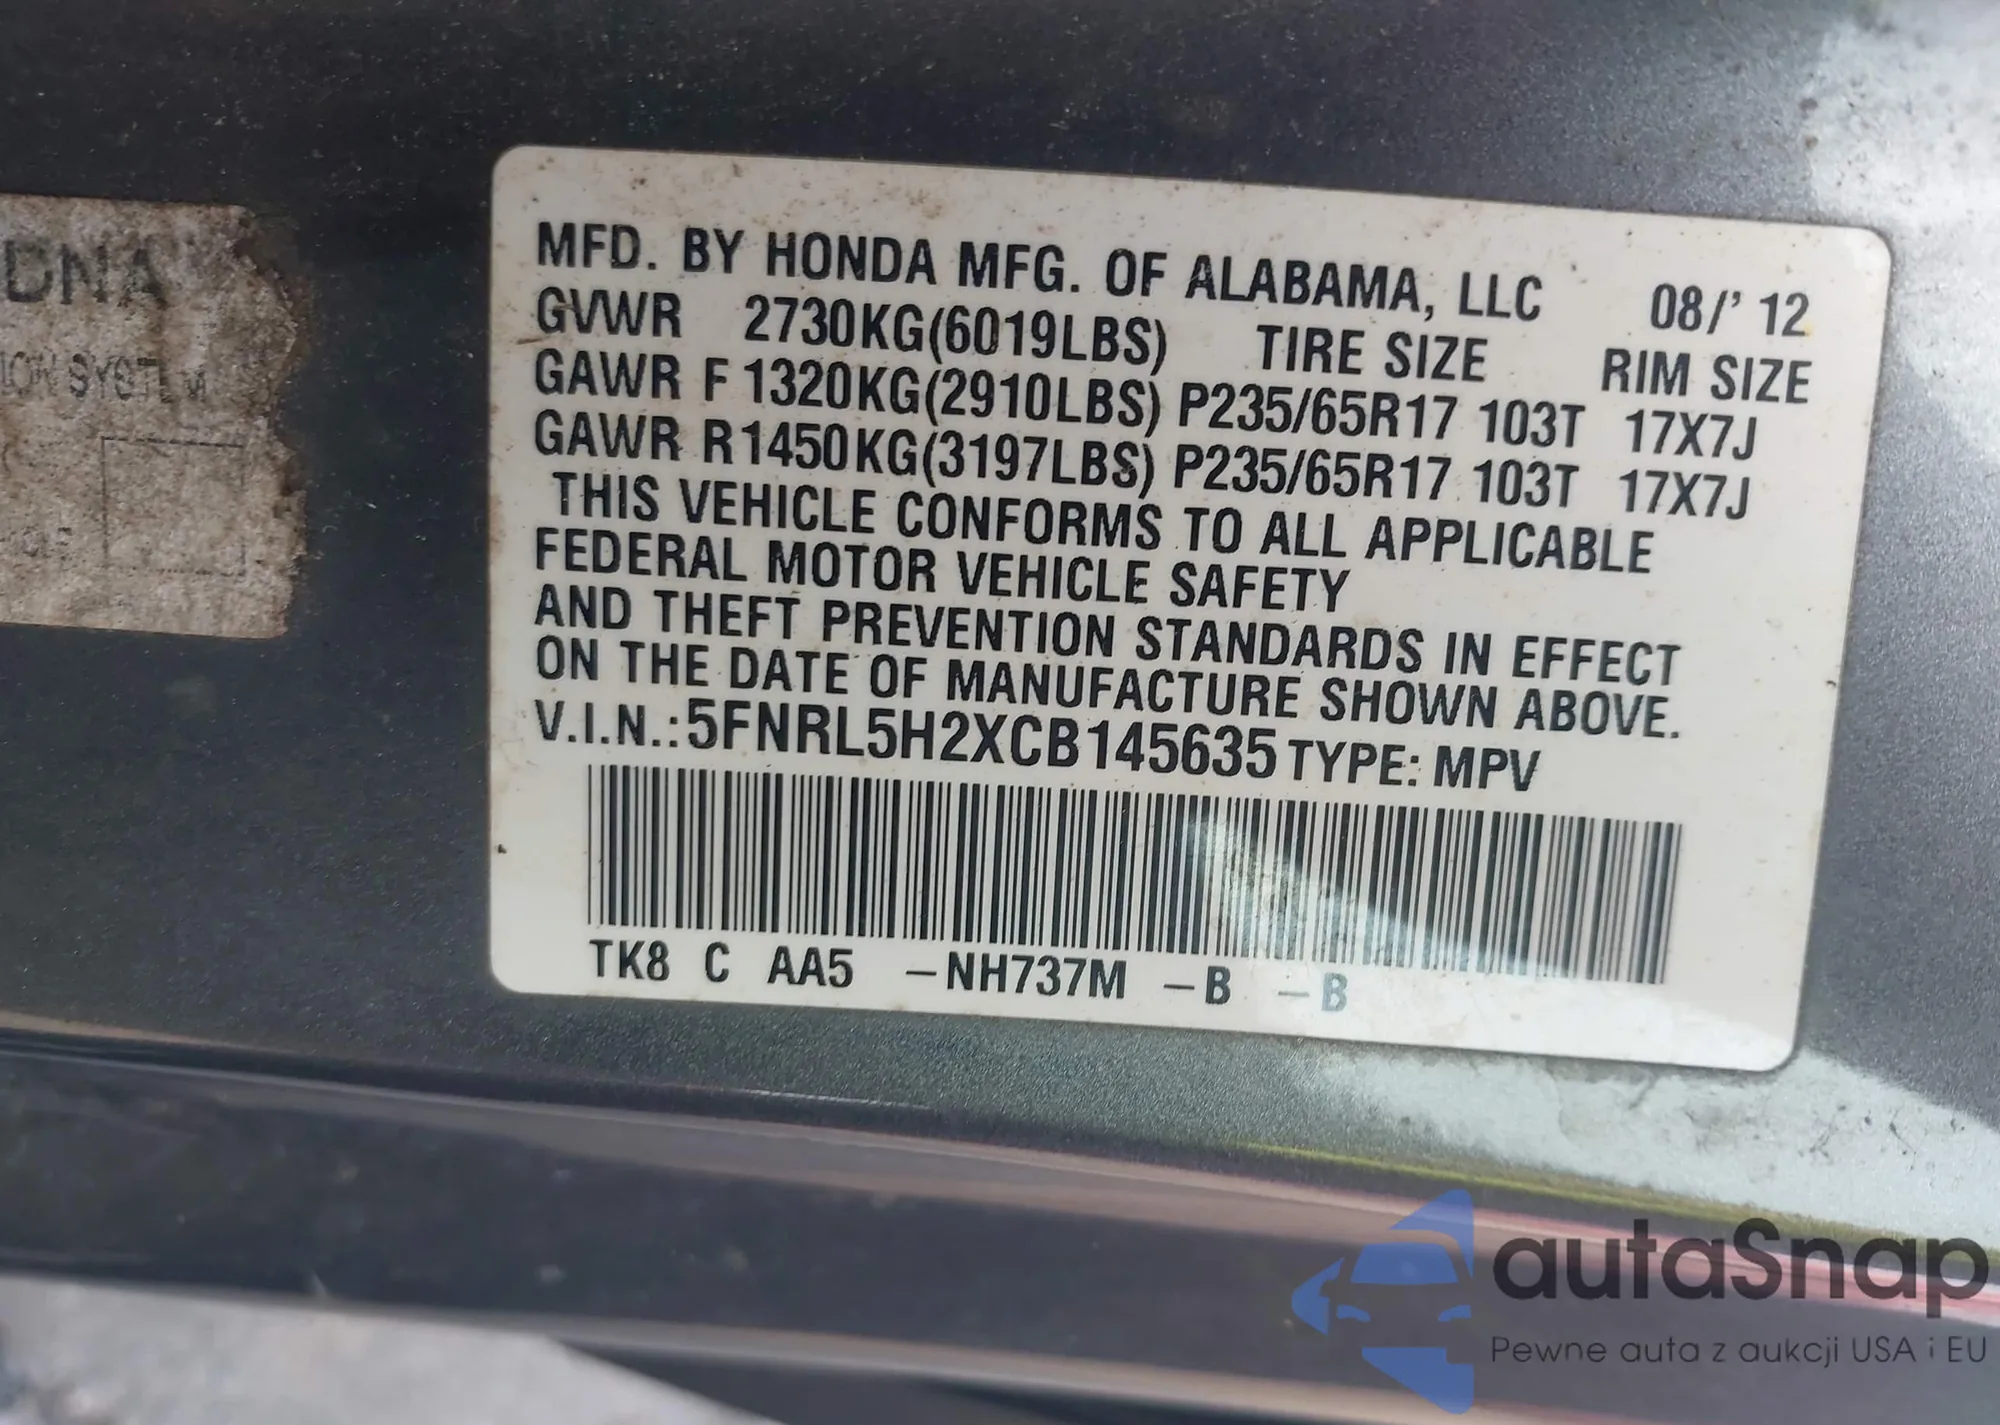 DNA
ION SYSTEM
MFD. BY HONDA MFG. OF ALABAMA, LLC 08/'12
GVWR 2730KG(6019LBS) TIRE SIZE RIM SIZE
GAWR F 1320KG(2910LBS) P235/65R17 103T 17X7J
GAWR R1450KG(3197LBS) P235/65R17 103T 17X7J
THIS VEHICLE CONFORMS TO ALL APPLICABLE
FEDERAL MOTOR VEHICLE SAFETY
AND THEFT PREVENTION STANDARDS IN EFFECT
ON THE DATE OF MANUFACTURE SHOWN ABOVE.
V.I.N.:5FNRL5H2XCB145635 TYPE: MPV
TK8 C AA5 -NH737M -B -B
autaSnap
Pewne auta z aukcji USA i EU